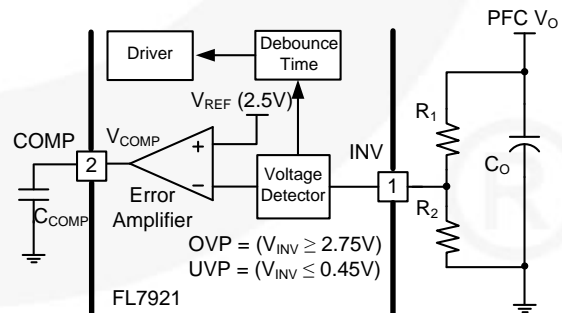 PFC VO
Driver
Debounce
Time
VREF (2.5V)
R1
COMP
VCOMP
INV
2
+
−
Voltage
Detector
1
CO
CCOMP
Error
Amplifier
R2
OVP = (VINV ≥ 2.75V)
UVP = (VINV ≤ 0.45V)
FL7921
®